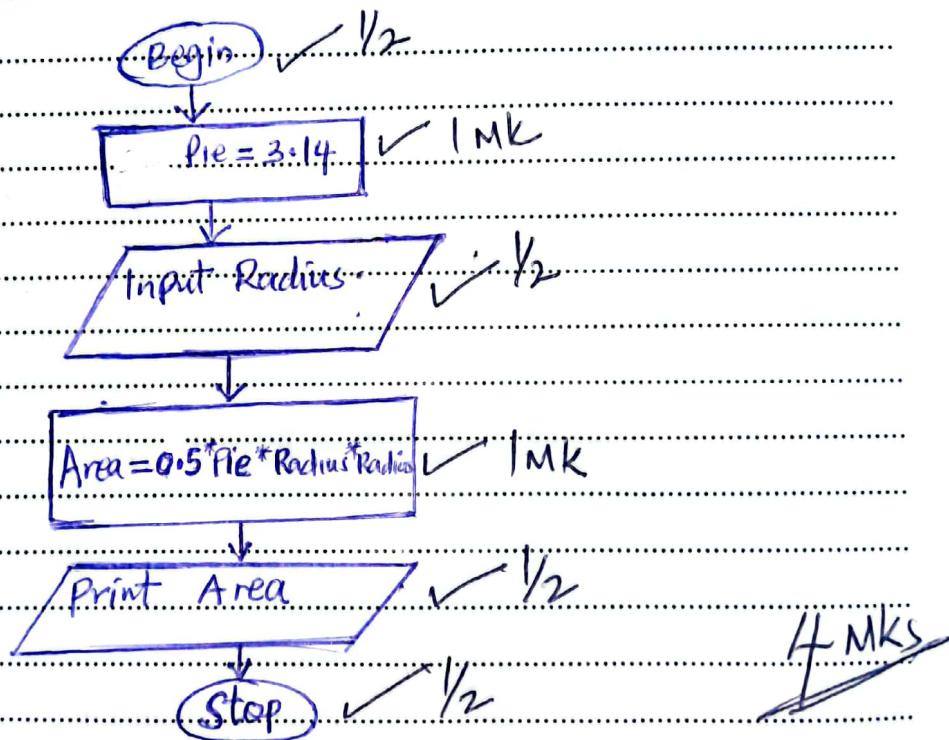 Begin ✓ 1/2
Pie = 3.14 ✓ 1 MK
Input Radius. ✓ 1/2
Area = 0.5*Pie*Radius*Radius ✓ 1 MK
Print Area ✓ 1/2
Stop ✓ 1/2
4 MKS